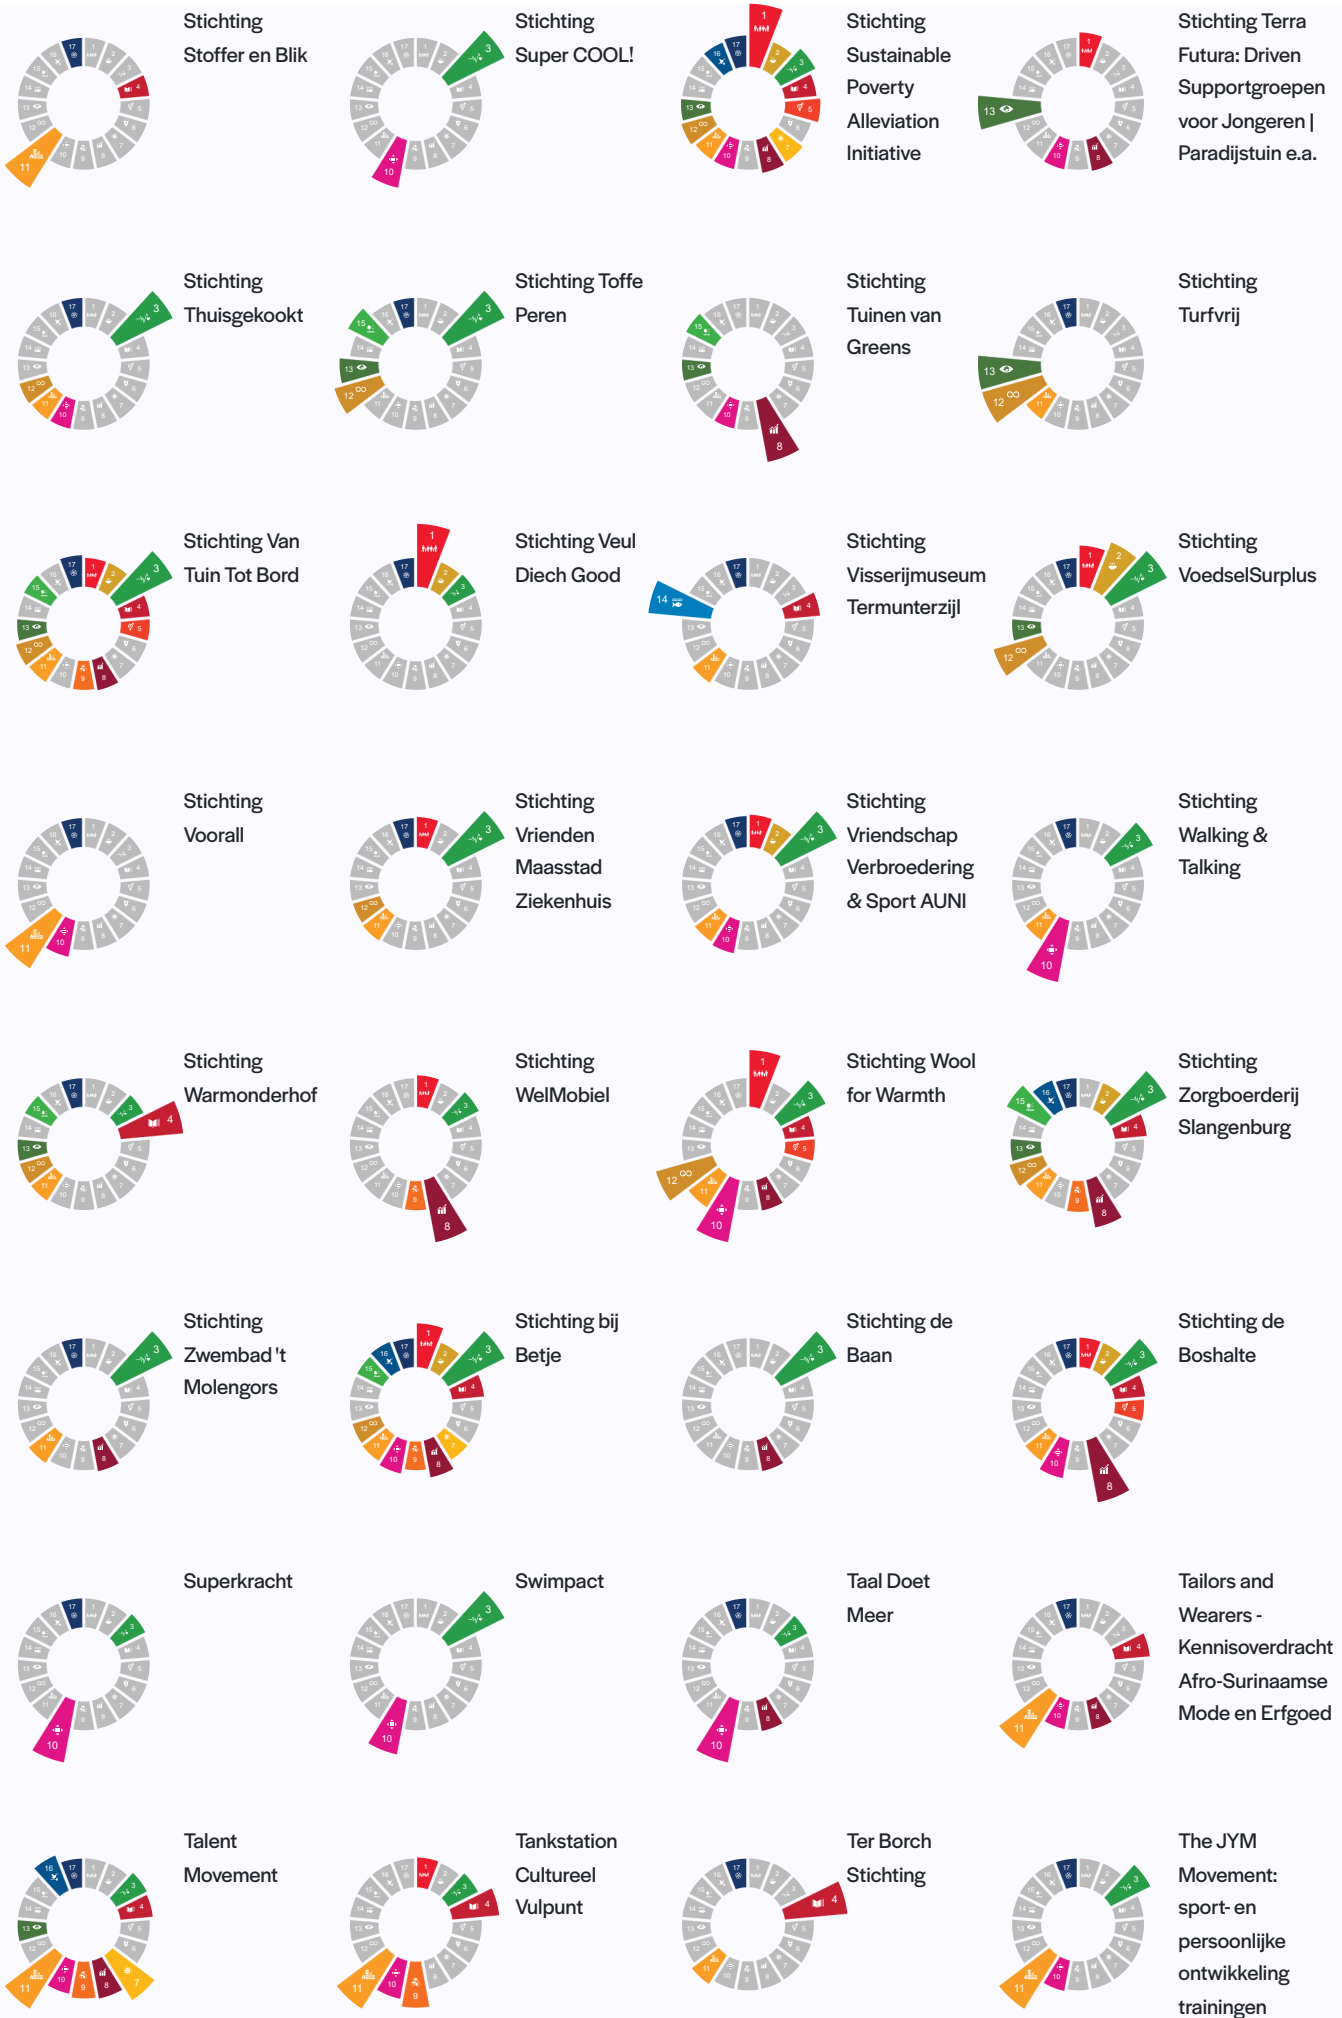 Stichting
Stoffer en Blik
Stichting
Super COOL!
Stichting
Sustainable
Poverty
Alleviation
Initiative
Stichting Terra
Futura: Driven
Supportgroepen
voor Jongeren |
Paradijstuin e.a.
Stichting
Thuisgekookt
Stichting Toffe
Peren
Stichting
Tuinen van
Greens
Stichting
Turfvrij
Stichting Van
Tuin Tot Bord
Stichting Veul
Diech Good
Stichting
Visserijmuseum
Termunterzijl
Stichting
VoedselSurplus
Stichting
Voorall
Stichting
Vrienden
Maasstad
Ziekenhuis
Stichting
Vriendschap
Verbroedering
& Sport AUNI
Stichting
Walking &
Talking
Stichting
Warmonderhof
Stichting
WelMobiel
Stichting Wool
for Warmth
Stichting
Zorgboerderij
Slangenburg
Stichting
Zwembad 't
Molengors
Stichting bij
Betje
Stichting de
Baan
Stichting de
Boshalte
Superkracht
Swimpact
Taal Doet
Meer
Tailors and
Wearers -
Kennisoverdracht
Afro-Surinaamse
Mode en Erfgoed
Talent
Movement
Tankstation
Cultureel
Vulpunt
Ter Borch
Stichting
The JYM
Movement:
sport- en
persoonlijke
ontwikkeling
trainingen